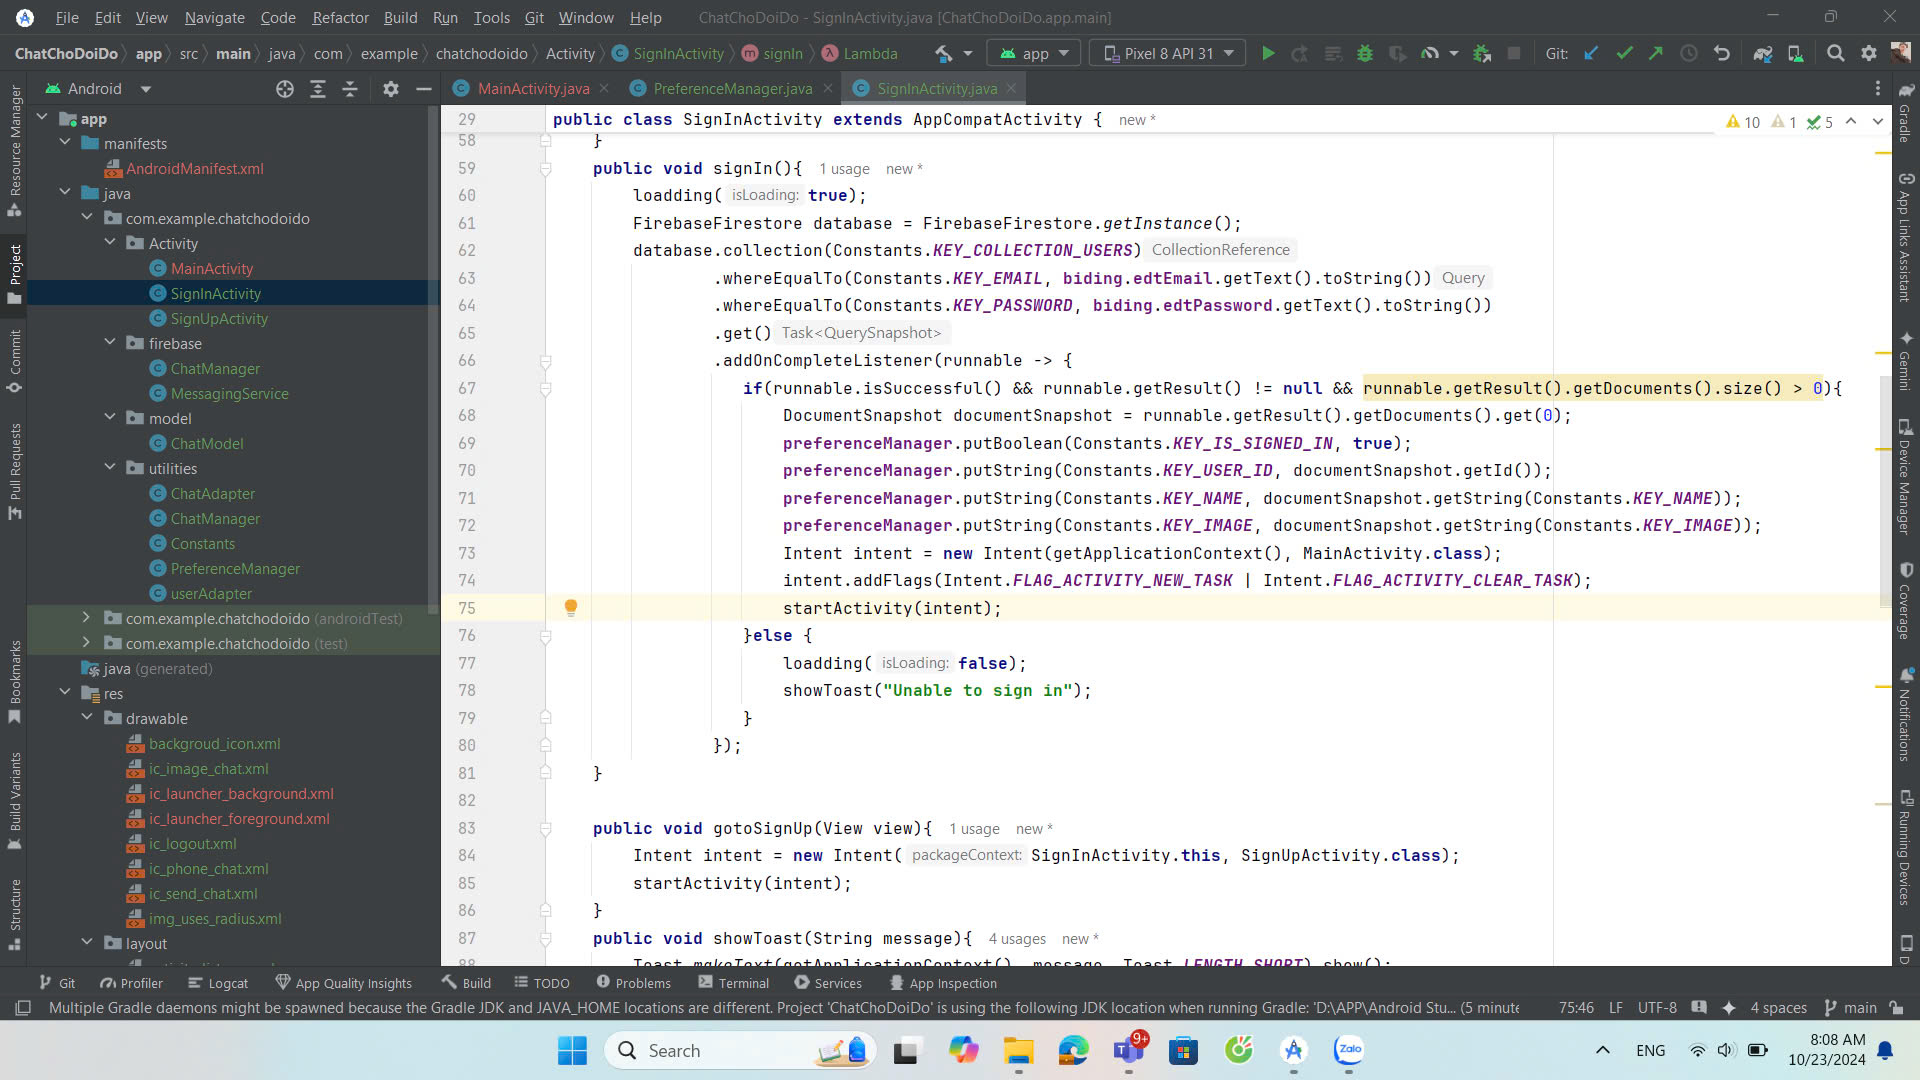 File Edit View Navigate Code Refactor Build Run Tools Git Window Help ChatChoDoiDo - SignInActivity.java [ChatChoDoiDo.app.main]
ChatChoDoiDo app src main java com example chatchodoido Activity SignInActivity signIn Lambda app Pixel 8 API 31 Git:
Android
MainActivity.java PreferenceManager.java SignInActivity.java
Resource Manager
Project
Commit
Pull Requests
Bookmarks
Build Variants
Structure
app
manifests
AndroidManifest.xml
java
com.example.chatchodoido
Activity
MainActivity
SignInActivity
SignUpActivity
firebase
ChatManager
MessagingService
model
ChatModel
utilities
ChatAdapter
ChatManager
Constants
PreferenceManager
userAdapter
com.example.chatchodoido (androidTest)
com.example.chatchodoido (test)
java (generated)
res
drawable
backgroud_icon.xml
ic_image_chat.xml
ic_launcher_background.xml
ic_launcher_foreground.xml
ic_logout.xml
ic_phone_chat.xml
ic_send_chat.xml
img_uses_radius.xml
layout
29 public class SignInActivity extends AppCompatActivity { new *
10 1 5
58 }
59 public void signIn(){ 1 usage new *
60 loadding( isLoading: true);
61 FirebaseFirestore database = FirebaseFirestore.getInstance();
62 database.collection(Constants.KEY_COLLECTION_USERS) CollectionReference
63 .whereEqualTo(Constants.KEY_EMAIL, biding.edtEmail.getText().toString()) Query
64 .whereEqualTo(Constants.KEY_PASSWORD, biding.edtPassword.getText().toString())
65 .get() Task<QuerySnapshot>
66 .addOnCompleteListener(runnable -> {
67 if(runnable.isSuccessful() && runnable.getResult() != null && runnable.getResult().getDocuments().size() > 0){
68 DocumentSnapshot documentSnapshot = runnable.getResult().getDocuments().get(0);
69 preferenceManager.putBoolean(Constants.KEY_IS_SIGNED_IN, true);
70 preferenceManager.putString(Constants.KEY_USER_ID, documentSnapshot.getId());
71 preferenceManager.putString(Constants.KEY_NAME, documentSnapshot.getString(Constants.KEY_NAME));
72 preferenceManager.putString(Constants.KEY_IMAGE, documentSnapshot.getString(Constants.KEY_IMAGE));
73 Intent intent = new Intent(getApplicationContext(), MainActivity.class);
74 intent.addFlags(Intent.FLAG_ACTIVITY_NEW_TASK | Intent.FLAG_ACTIVITY_CLEAR_TASK);
75 startActivity(intent);
76 }else {
77 loadding( isLoading: false);
78 showToast("Unable to sign in");
79 }
80 });
81 }
82
83 public void gotoSignUp(View view){ 1 usage new *
84 Intent intent = new Intent( packageContext: SignInActivity.this, SignUpActivity.class);
85 startActivity(intent);
86 }
87 public void showToast(String message){ 4 usages new *
88 Toast.makeText(getApplicationContext(), message, Toast.LENGTH_SHORT).show();
Gradle
App Links Assistant
Gemini
Device Manager
Coverage
Notifications
Running Devices
D
Git Profiler Logcat App Quality Insights Build TODO Problems Terminal Services App Inspection
Multiple Gradle daemons might be spawned because the Gradle JDK and JAVA_HOME locations are different. Project 'ChatChoDoiDo' is using the following JDK location when running Gradle: 'D:\APP\Android Stu... (5 minute 75:46 LF UTF-8 4 spaces main
Search 9+ Zalo ENG 8:08 AM
10/23/2024